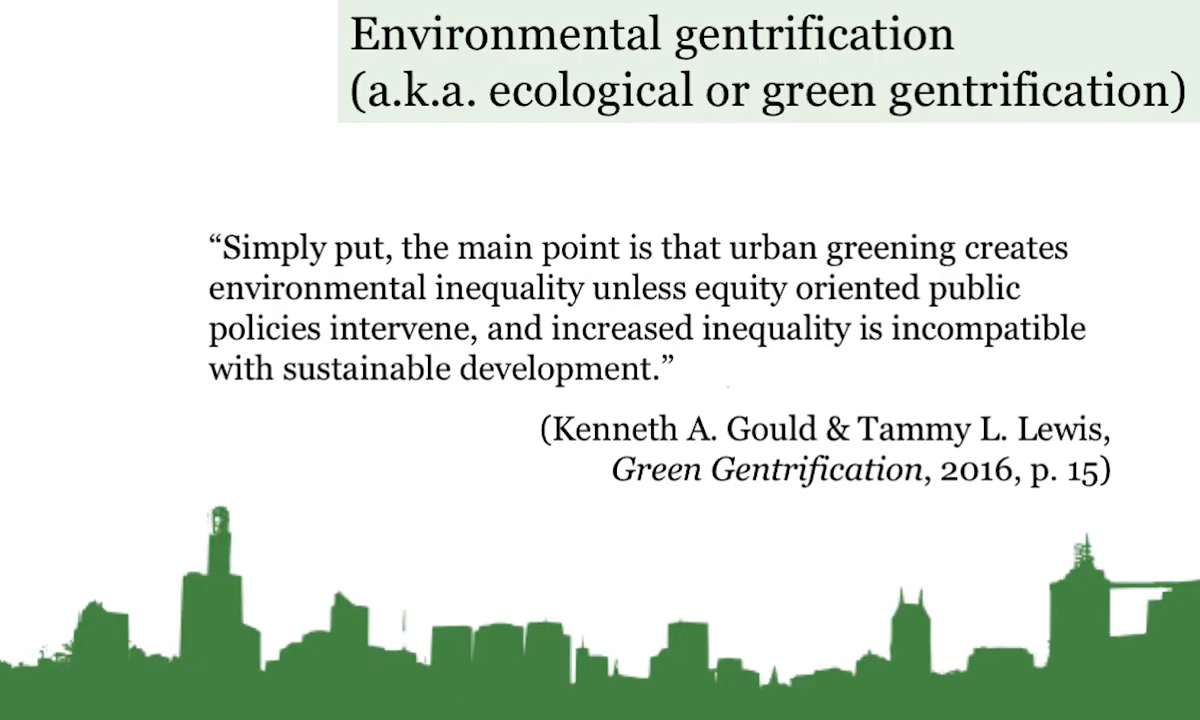 Environmental gentrification
(a.k.a. ecological or green gentrification)
“Simply put, the main point is that urban greening creates
environmental inequality unless equity oriented public
policies intervene, and increased inequality is incompatible
with sustainable development.”
(Kenneth A. Gould & Tammy L. Lewis,
Green Gentrification, 2016, p. 15)